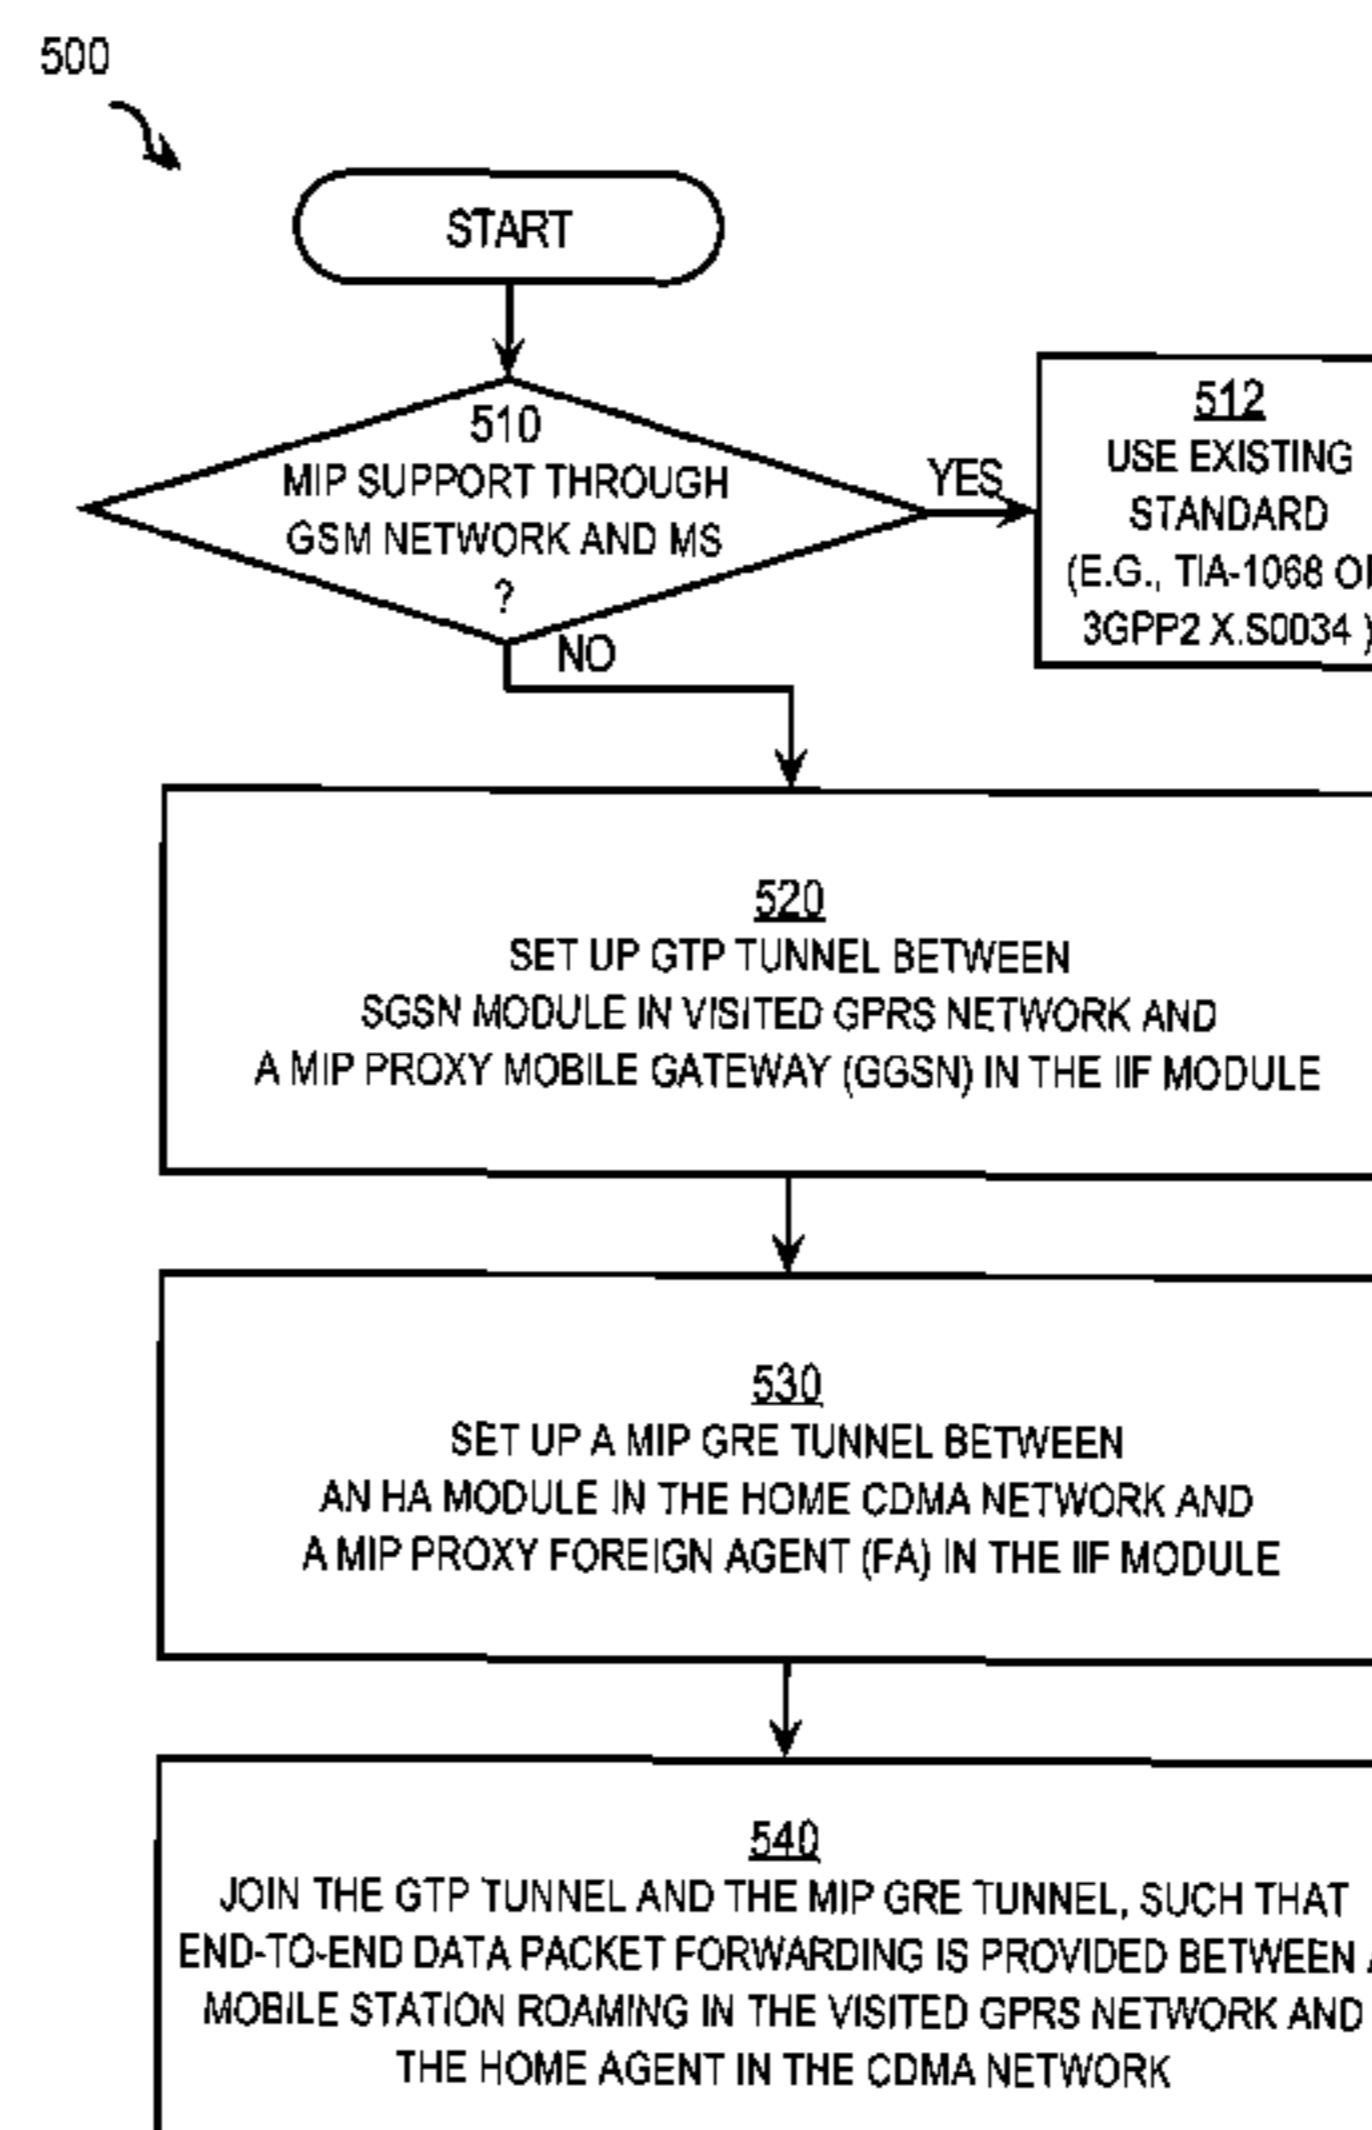 500
START
510
MIP SUPPORT THROUGH
GSM NETWORK AND MS
?
YES
512
USE EXISTING
STANDARD
(E.G., TIA-1068
3GPP2 X.S0034 )
NO
520
SET UP GTP TUNNEL BETWEEN
SGSN MODULE IN VISITED GPRS NETWORK AND
A MIP PROXY MOBILE GATEWAY (GGSN) IN THE IIF MODULE
530
SET UP A MIP GRE TUNNEL BETWEEN
AN HA MODULE IN THE HOME CDMA NETWORK AND
A MIP PROXY FOREIGN AGENT (FA) IN THE IIF MODULE
540
JOIN THE GTP TUNNEL AND THE MIP GRE TUNNEL, SUCH THAT
END-TO-END DATA PACKET FORWARDING IS PROVIDED BETWEEN
MOBILE STATION ROAMING IN THE VISITED GPRS NETWORK AND
THE HOME AGENT IN THE CDMA NETWORK